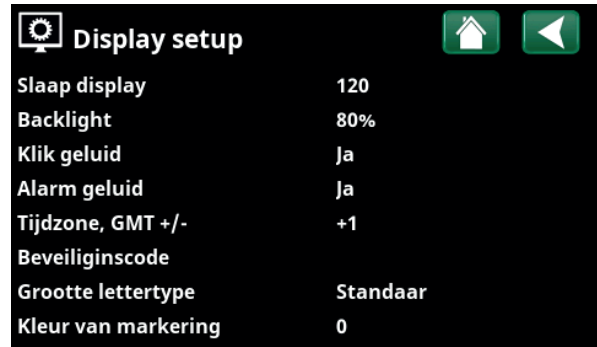 Display setup
Slaap display 120
Backlight 80%
Klik geluid Ja
Alarm geluid Ja
Tijdzone, GMT +/- +1
Beveiliginscode
Grootte lettertype Standaar
Kleur van markering 0